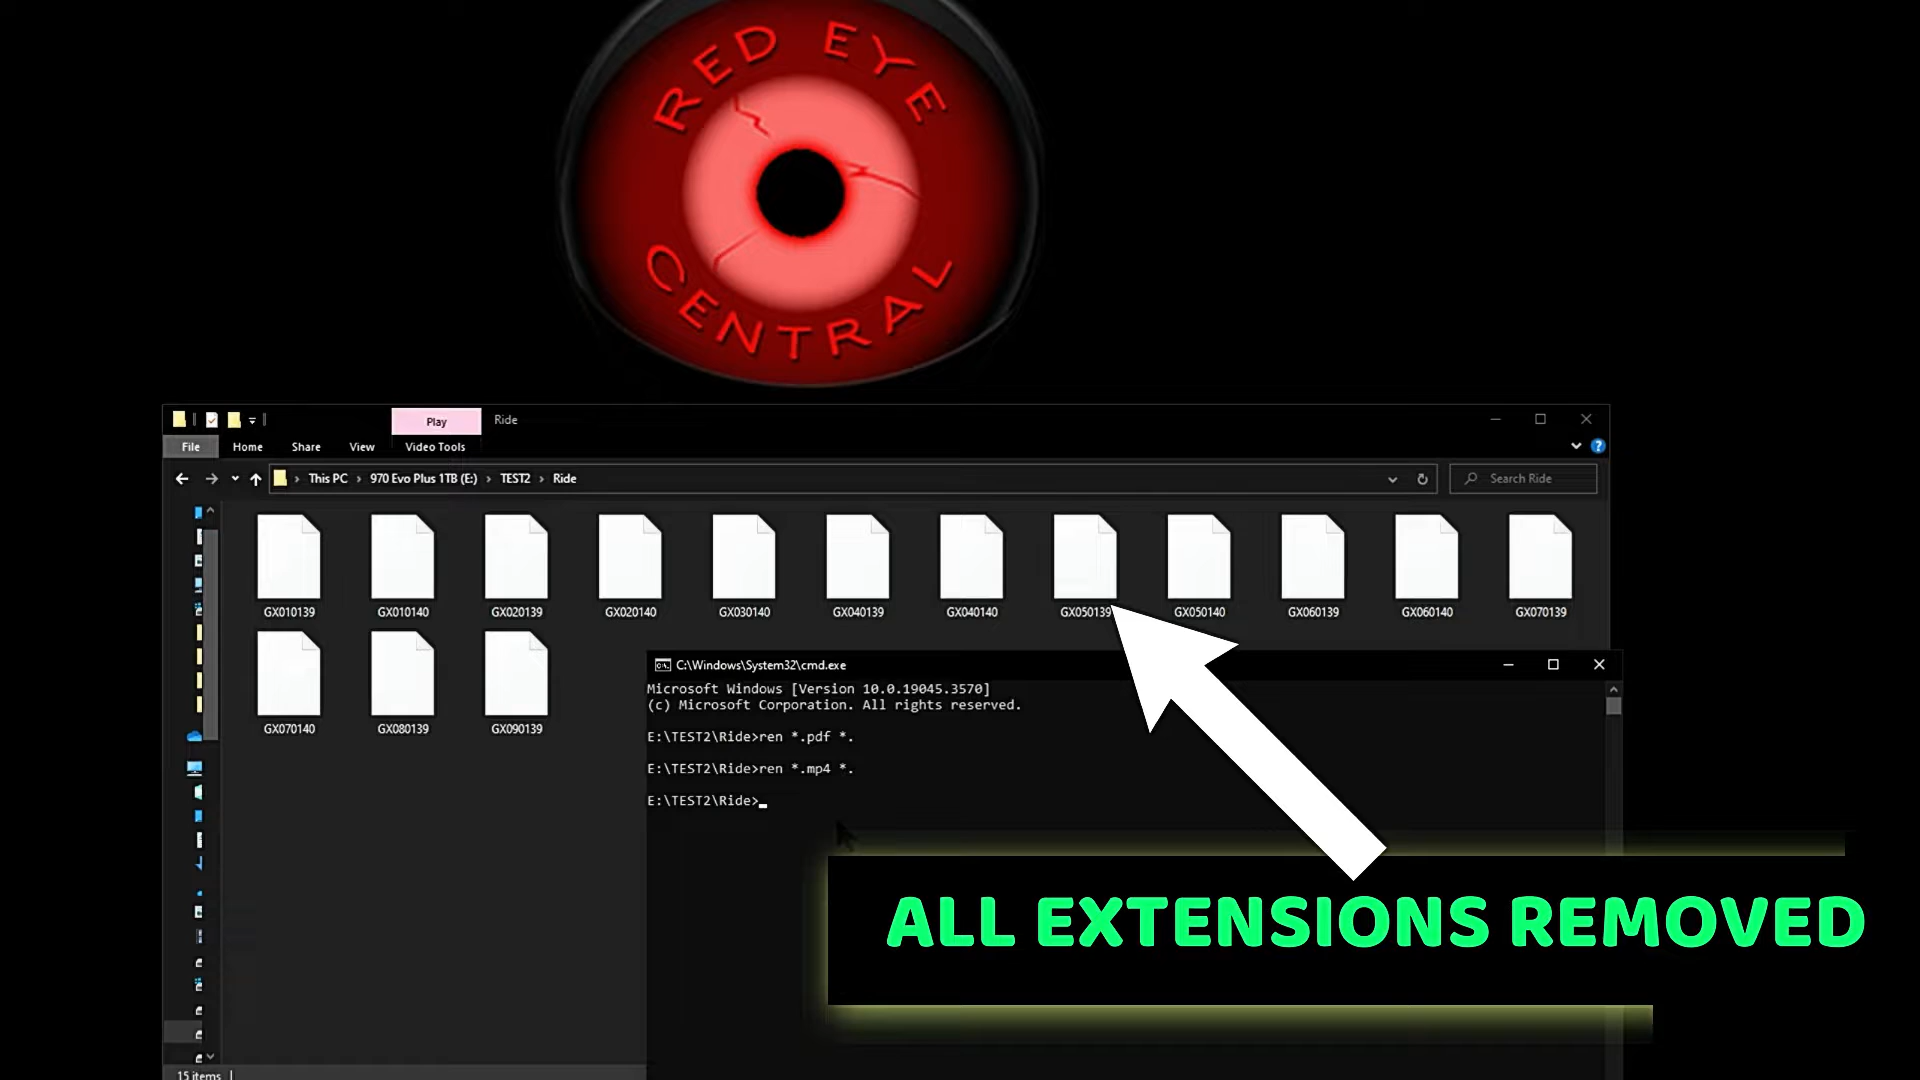 RED EYE
CENTRAL
Play
Ride
File
Home
Share
View
Video Tools
This PC > 970 Evo Plus 1TB (E:) > TEST2 > Ride
Search Ride
GX010139
GX010140
GX020139
GX020140
GX030140
GX040139
GX040140
GX050139
GX050140
GX060139
GX060140
GX070139
GX070140
GX080139
GX090139
C:\Windows\System32\cmd.exe
Microsoft Windows [Version 10.0.19045.3570]
(c) Microsoft Corporation. All rights reserved.
E:\TEST2\Ride>ren *.pdf *.
E:\TEST2\Ride>ren *.mp4 *.
E:\TEST2\Ride>
ALL EXTENSIONS REMOVED
15 items